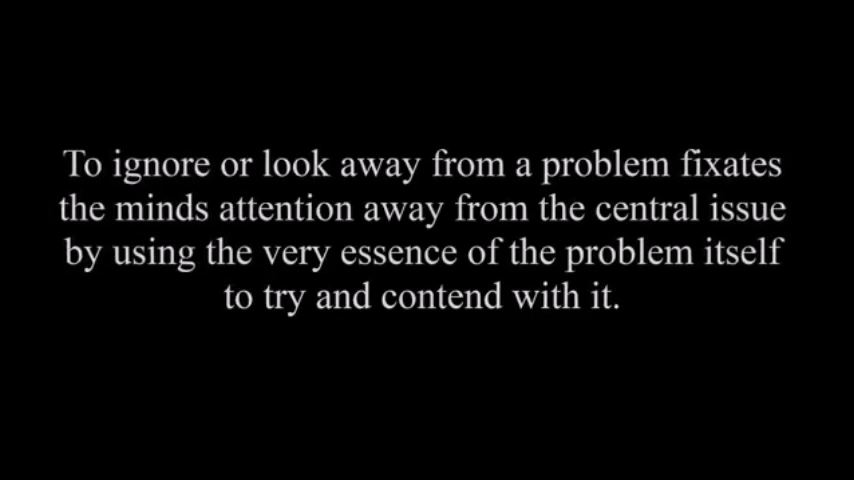 To ignore or look away from a problem fixates
the minds attention away from the central issue
by using the very essence of the problem itself
to try and contend with it.